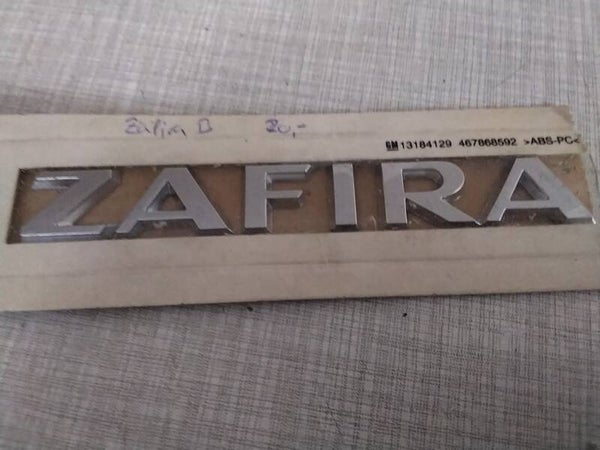 Zafira B 20,-
GM 13184129 467868592 >ABS-PC<
ZAFIRA